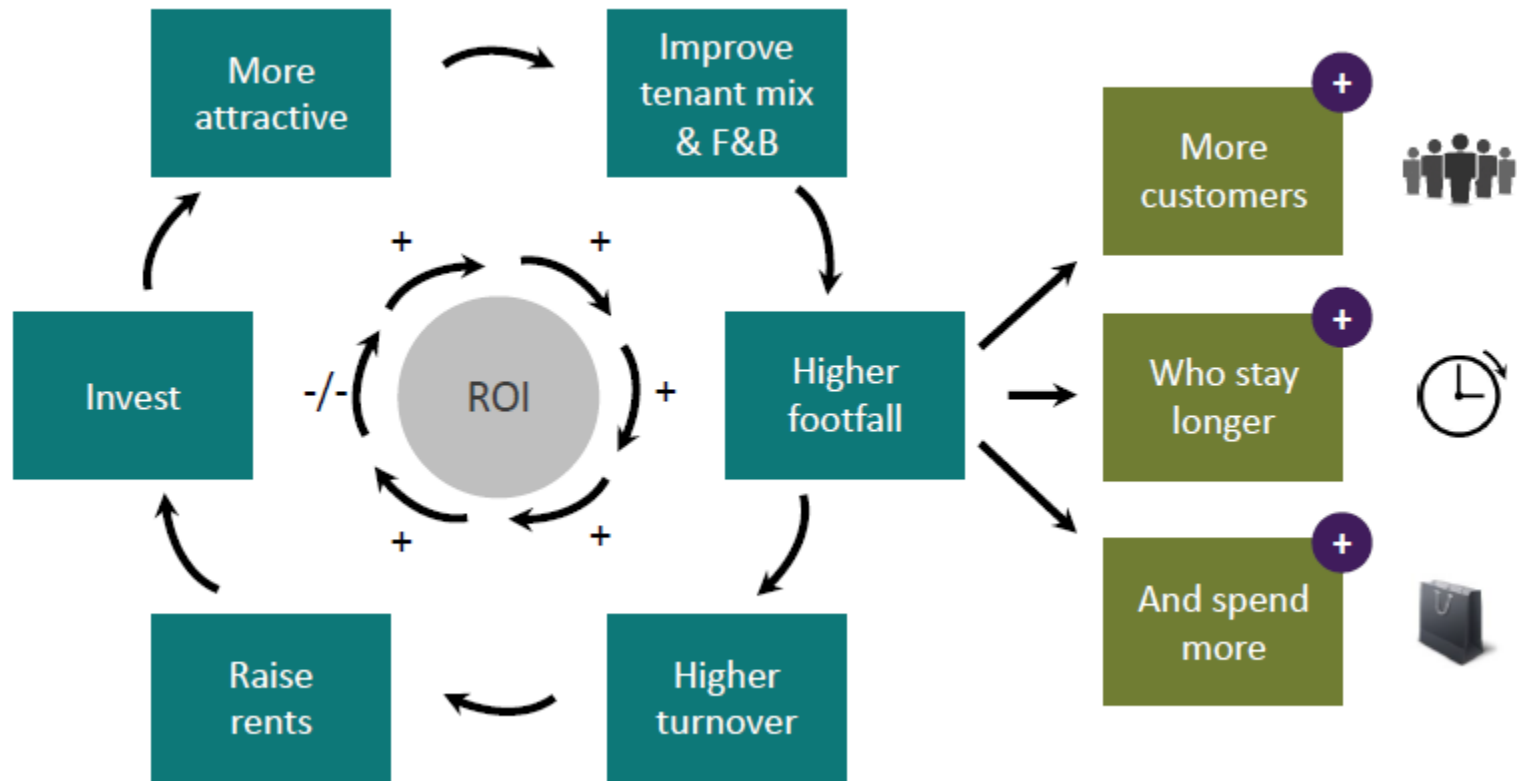 More
attractive
Improve
tenant mix
& F&B
+
More
customers
+
+
Invest
-/-
ROI
+
Higher
footfall
+
Who stay
longer
+
+
Raise
rents
Higher
turnover
+
And spend
more